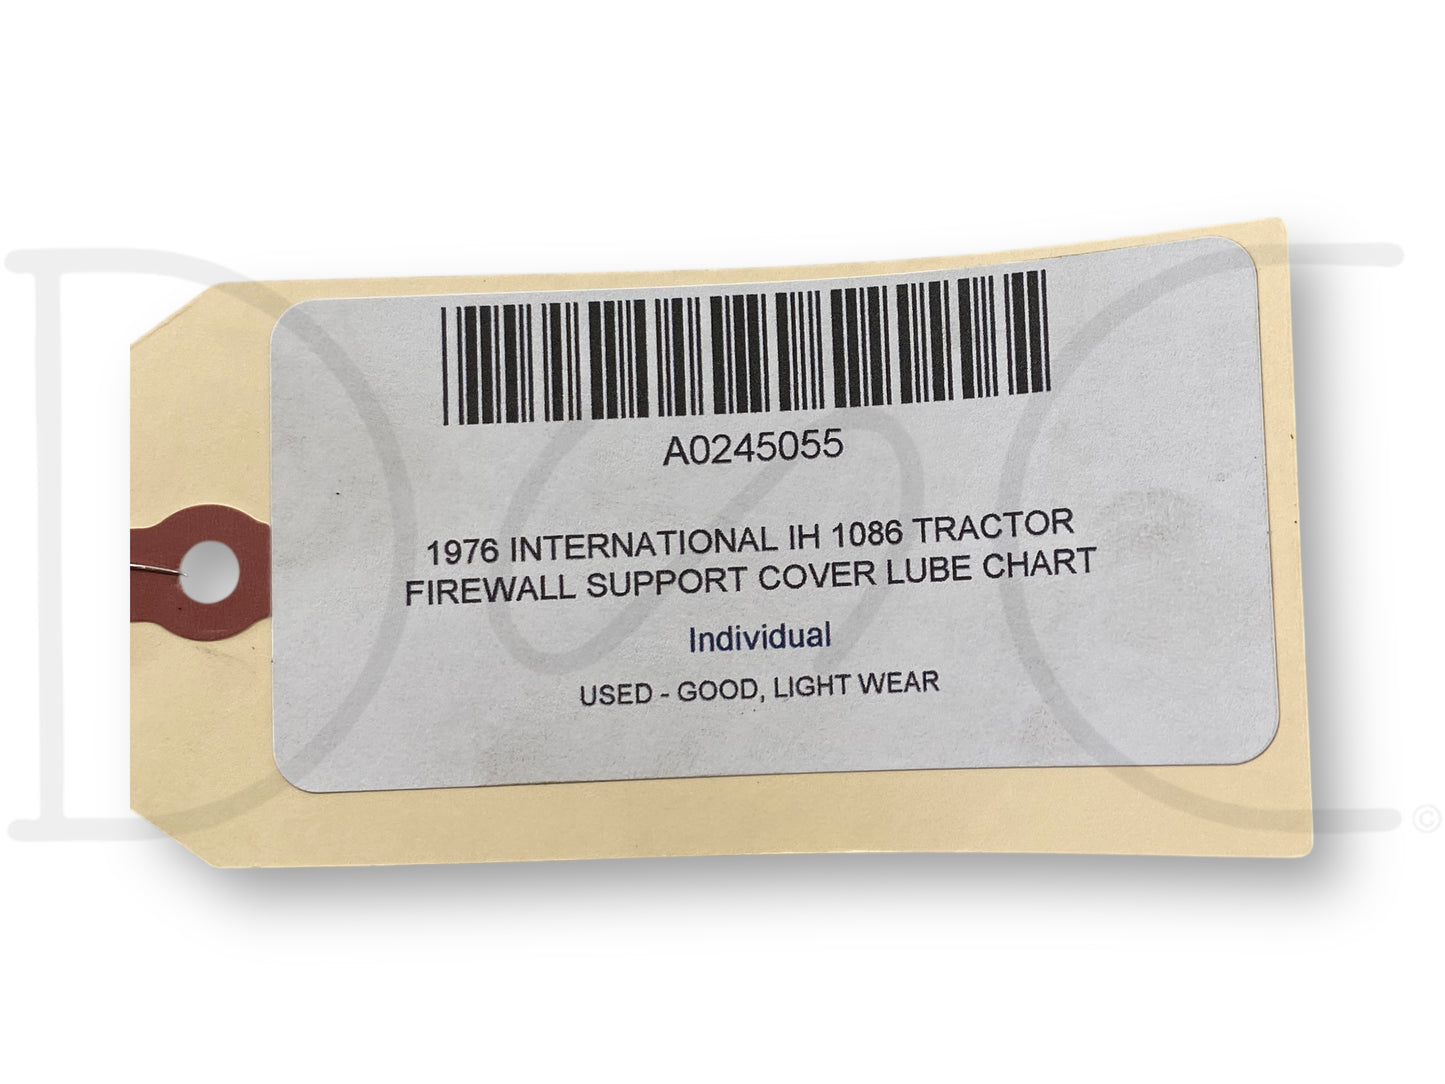 A0245055
1976 INTERNATIONAL IH 1086 TRACTOR
FIREWALL SUPPORT COVER LUBE CHART
Individual
USED - GOOD, LIGHT WEAR
D C ©